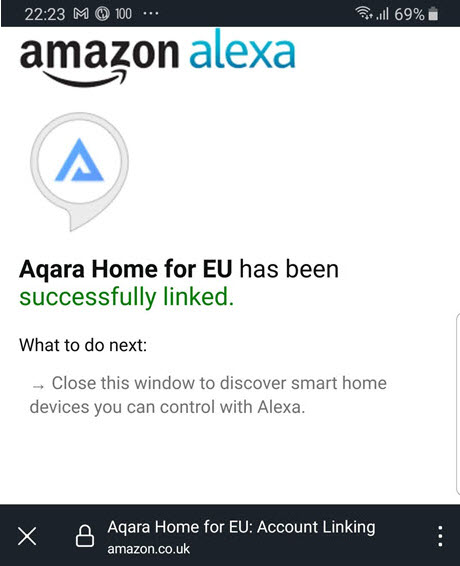 22:23 100 ... 69%
amazon alexa
Aqara Home for EU has been
successfully linked.
What to do next:
→ Close this window to discover smart home
devices you can control with Alexa.
Aqara Home for EU: Account Linking
amazon.co.uk